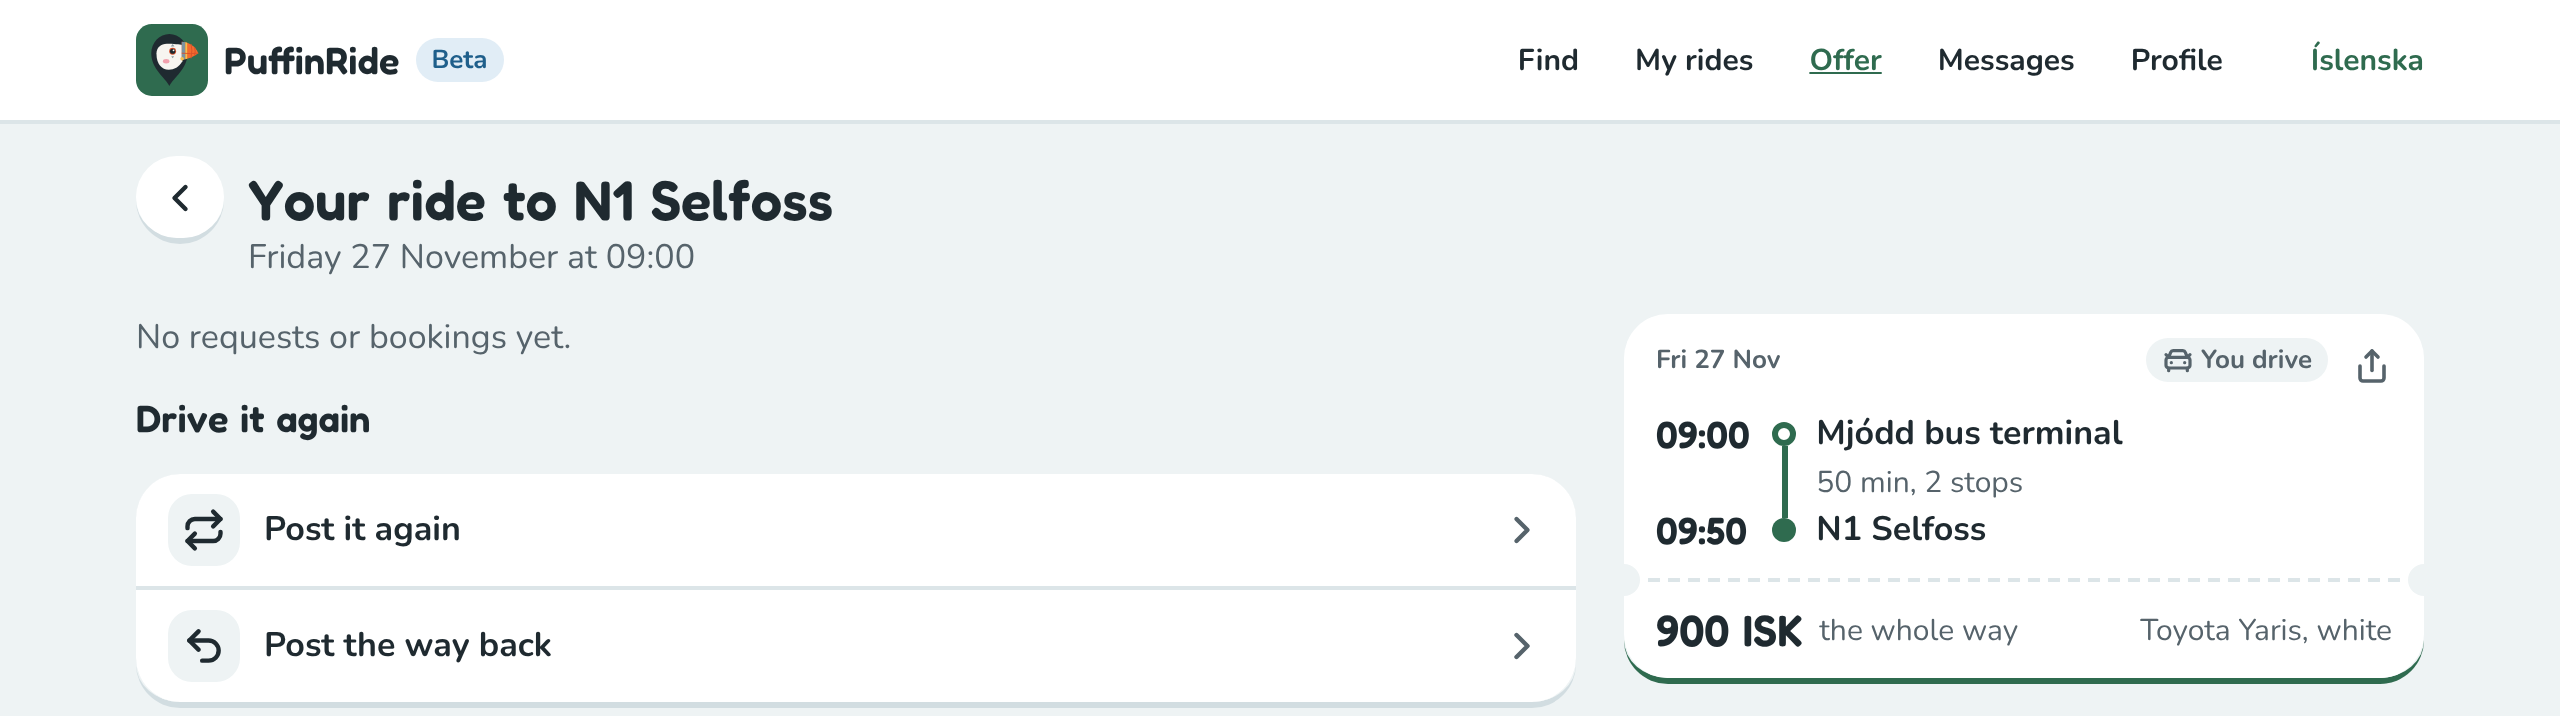 PuffinRide Beta
Find My rides Offer Messages Profile Íslenska
Your ride to N1 Selfoss
Friday 27 November at 09:00
No requests or bookings yet.
Drive it again
Post it again
Post the way back
Fri 27 Nov You drive
09:00 Mjódd bus terminal
50 min, 2 stops
09:50 N1 Selfoss
900 ISK the whole way Toyota Yaris, white